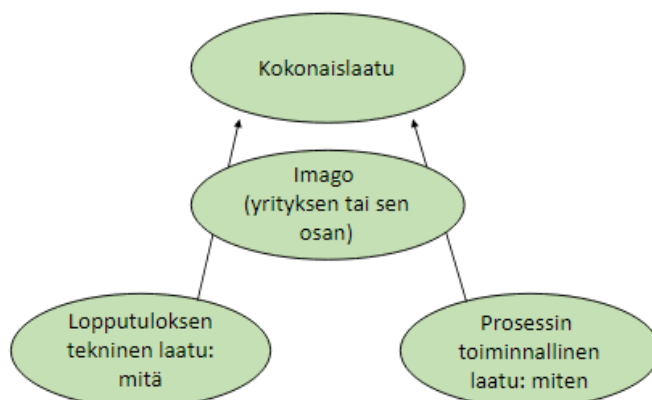 Kokonaislaatu
Imago
(yrityksen tai sen
osan)
Lopputuloksen
tekninen laatu:
mitä
Prosessin
toiminnallinen
laatu: miten